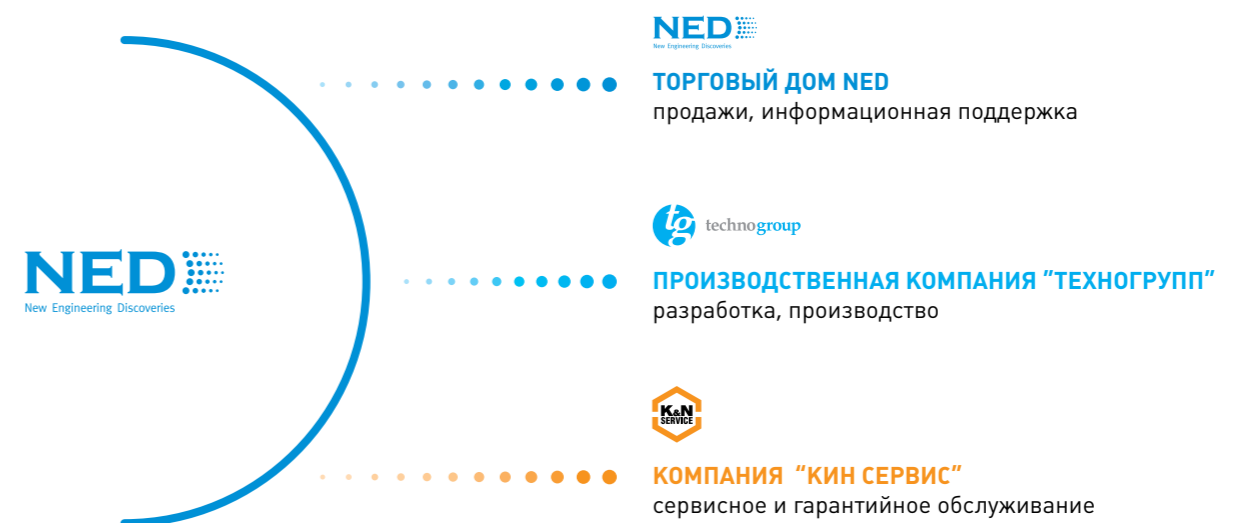 NED
New Engineering Discoveries
NED
New Engineering Discoveries
ТОРГОВЫЙ ДОМ NED
продажи, информационная поддержка
tg technogroup
ПРОИЗВОДСТВЕННАЯ КОМПАНИЯ ”ТЕХНОГРУПП”
разработка, производство
K&N
SERVICE
КОМПАНИЯ “КИН СЕРВИС”
сервисное и гарантийное обслуживание